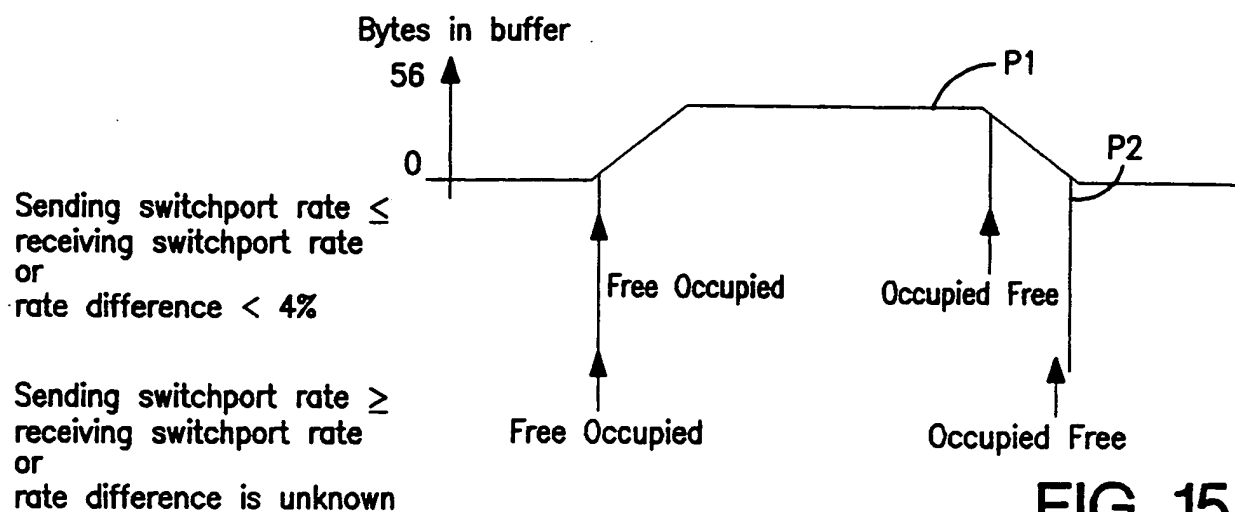 Bytes in buffer
56
P1
0
P2
Sending switchport rate ≤
receiving switchport rate
or
rate difference < 4%
Free Occupied
Occupied Free
Sending switchport rate ≥
receiving switchport rate
or
rate difference is unknown
Free Occupied
Occupied Free
FIG. 15